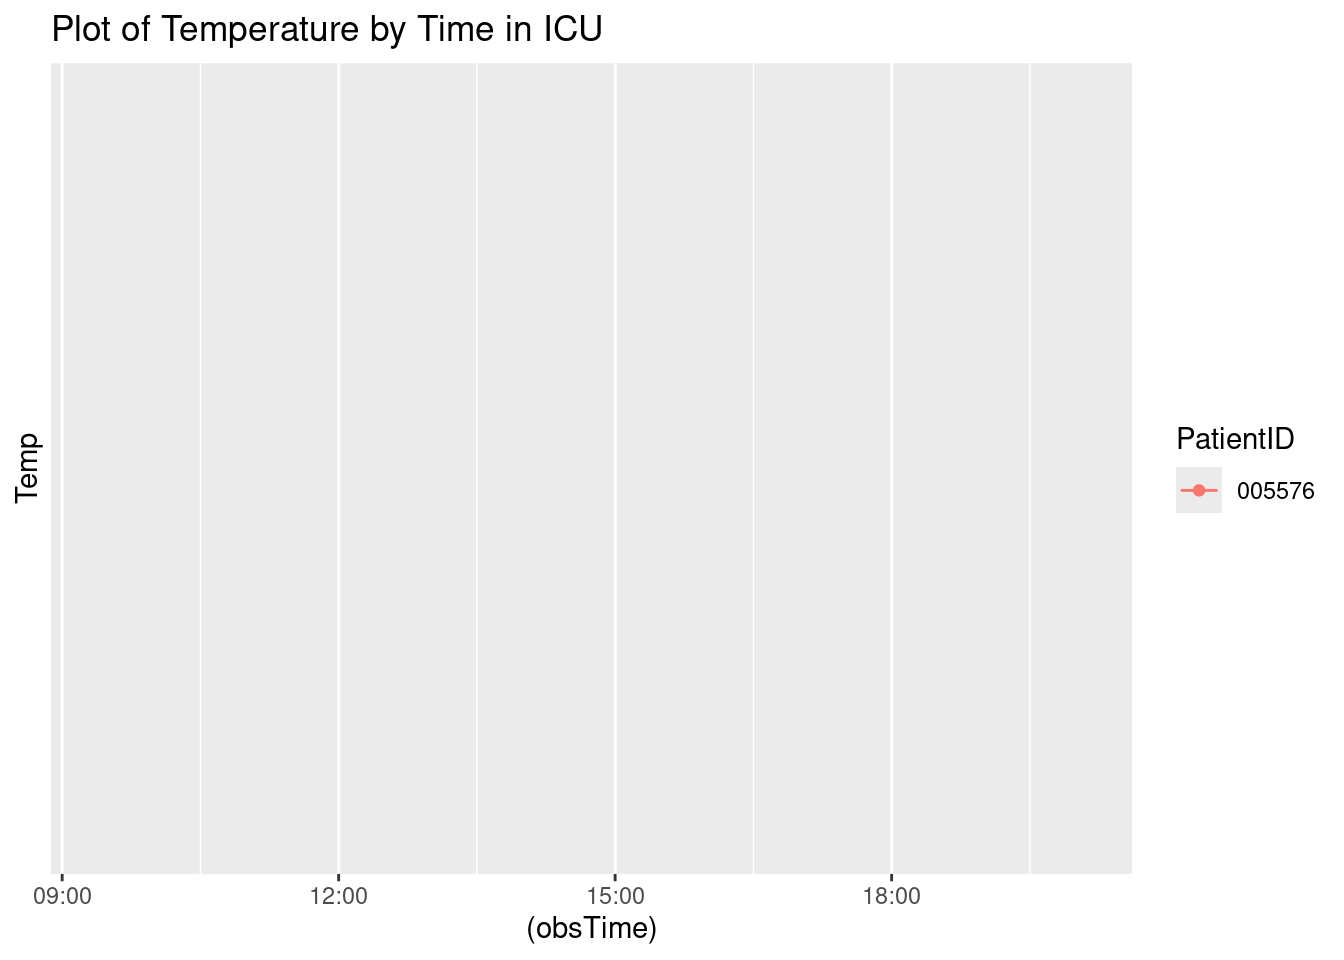 Plot of Temperature by Time in ICU
Temp
PatientID
005576
09:00 12:00 15:00 18:00
(obsTime)